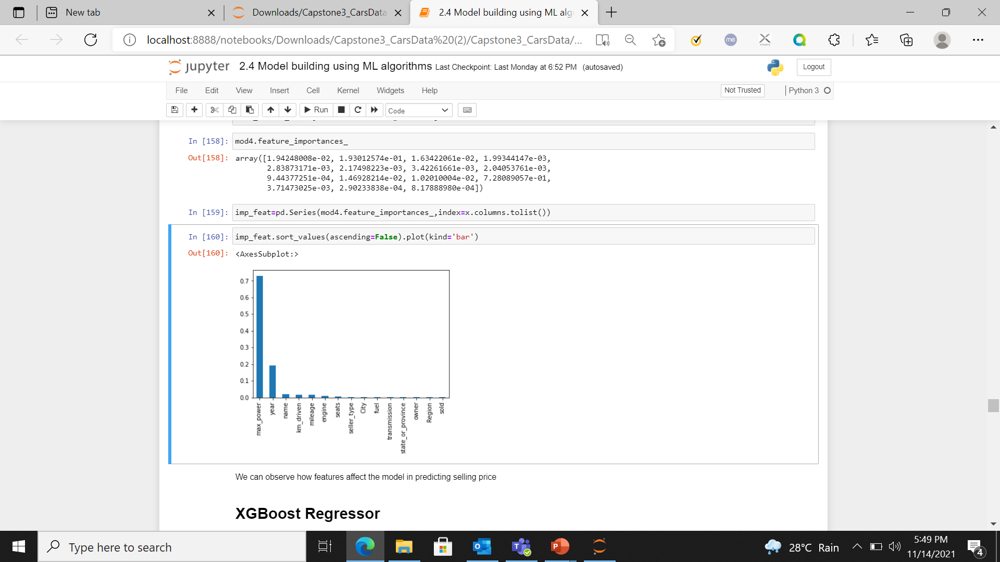 New tab
Downloads/Capstone3_CarsData
2.4 Model building using ML alg
localhost:8888/notebooks/Downloads/Capstone3_CarsData%20(2)/Capstone3_CarsData/...
me
jupyter 2.4 Model building using ML algorithms Last Checkpoint: Last Monday at 6:52 PM (autosaved)
Logout
File Edit View Insert Cell Kernel Widgets Help
Not Trusted
Python 3
Run
Code
In [158]: mod4.feature_importances_
Out[158]: array([1.94248008e-02, 1.93012574e-01, 1.63422061e-02, 1.99344147e-03,
2.83873171e-03, 2.17498223e-03, 3.42261661e-03, 2.04053761e-03,
9.44377251e-04, 1.46928214e-02, 1.02010004e-02, 7.28089057e-01,
3.71473025e-03, 2.90233838e-04, 8.17888980e-04])
In [159]: imp_feat=pd.Series(mod4.feature_importances_,index=x.columns.tolist())
In [160]: imp_feat.sort_values(ascending=False).plot(kind='bar')
Out[160]: <AxesSubplot:>
0.7
0.6
0.5
0.4
0.3
0.2
0.1
0.0
max_power
year
name
km_driven
mileage
engine
seats
seller_type
City
fuel
transmission
state_or_province
owner
Region
sold
We can observe how features affect the model in predicting selling price
XGBoost Regressor
Type here to search
28°C Rain
5:49 PM
11/14/2021
4